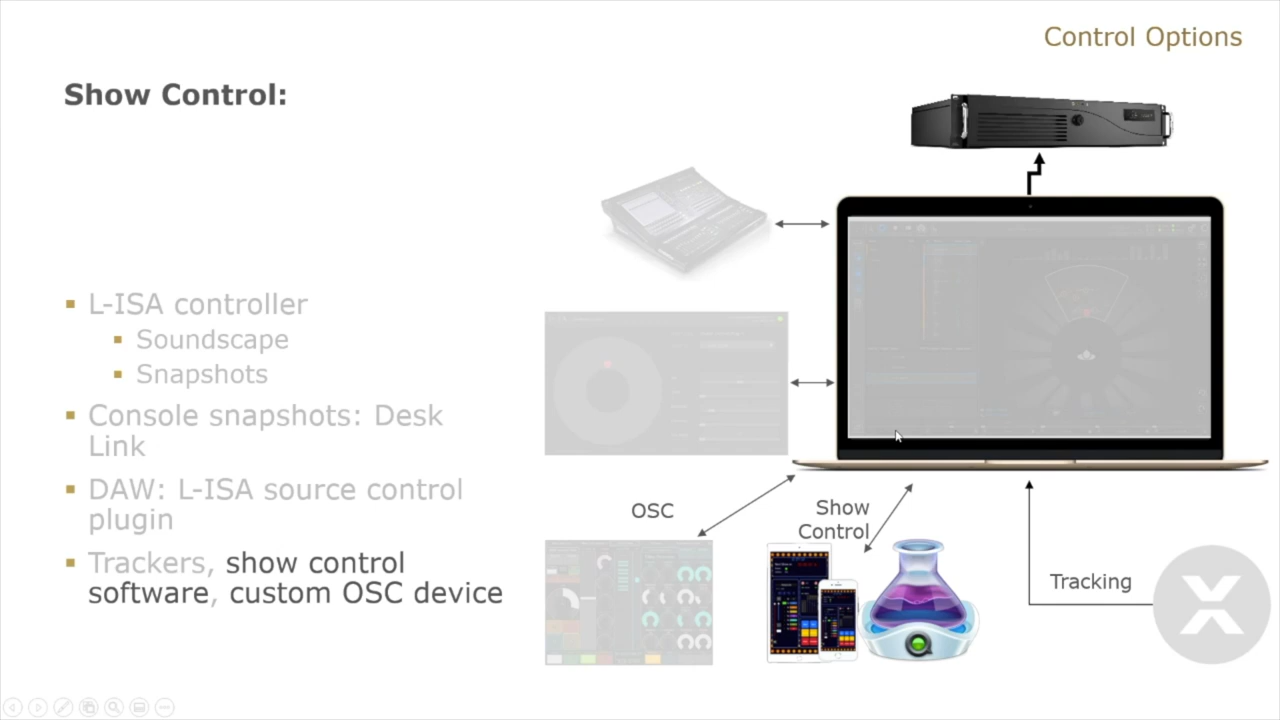 Control Options
Show Control:
L-ISA controller
Soundscape
Snapshots
Console snapshots: Desk
Link
DAW: L-ISA source control
plugin
Trackers, show control
software, custom OSC device
OSC
Show
Control
Tracking